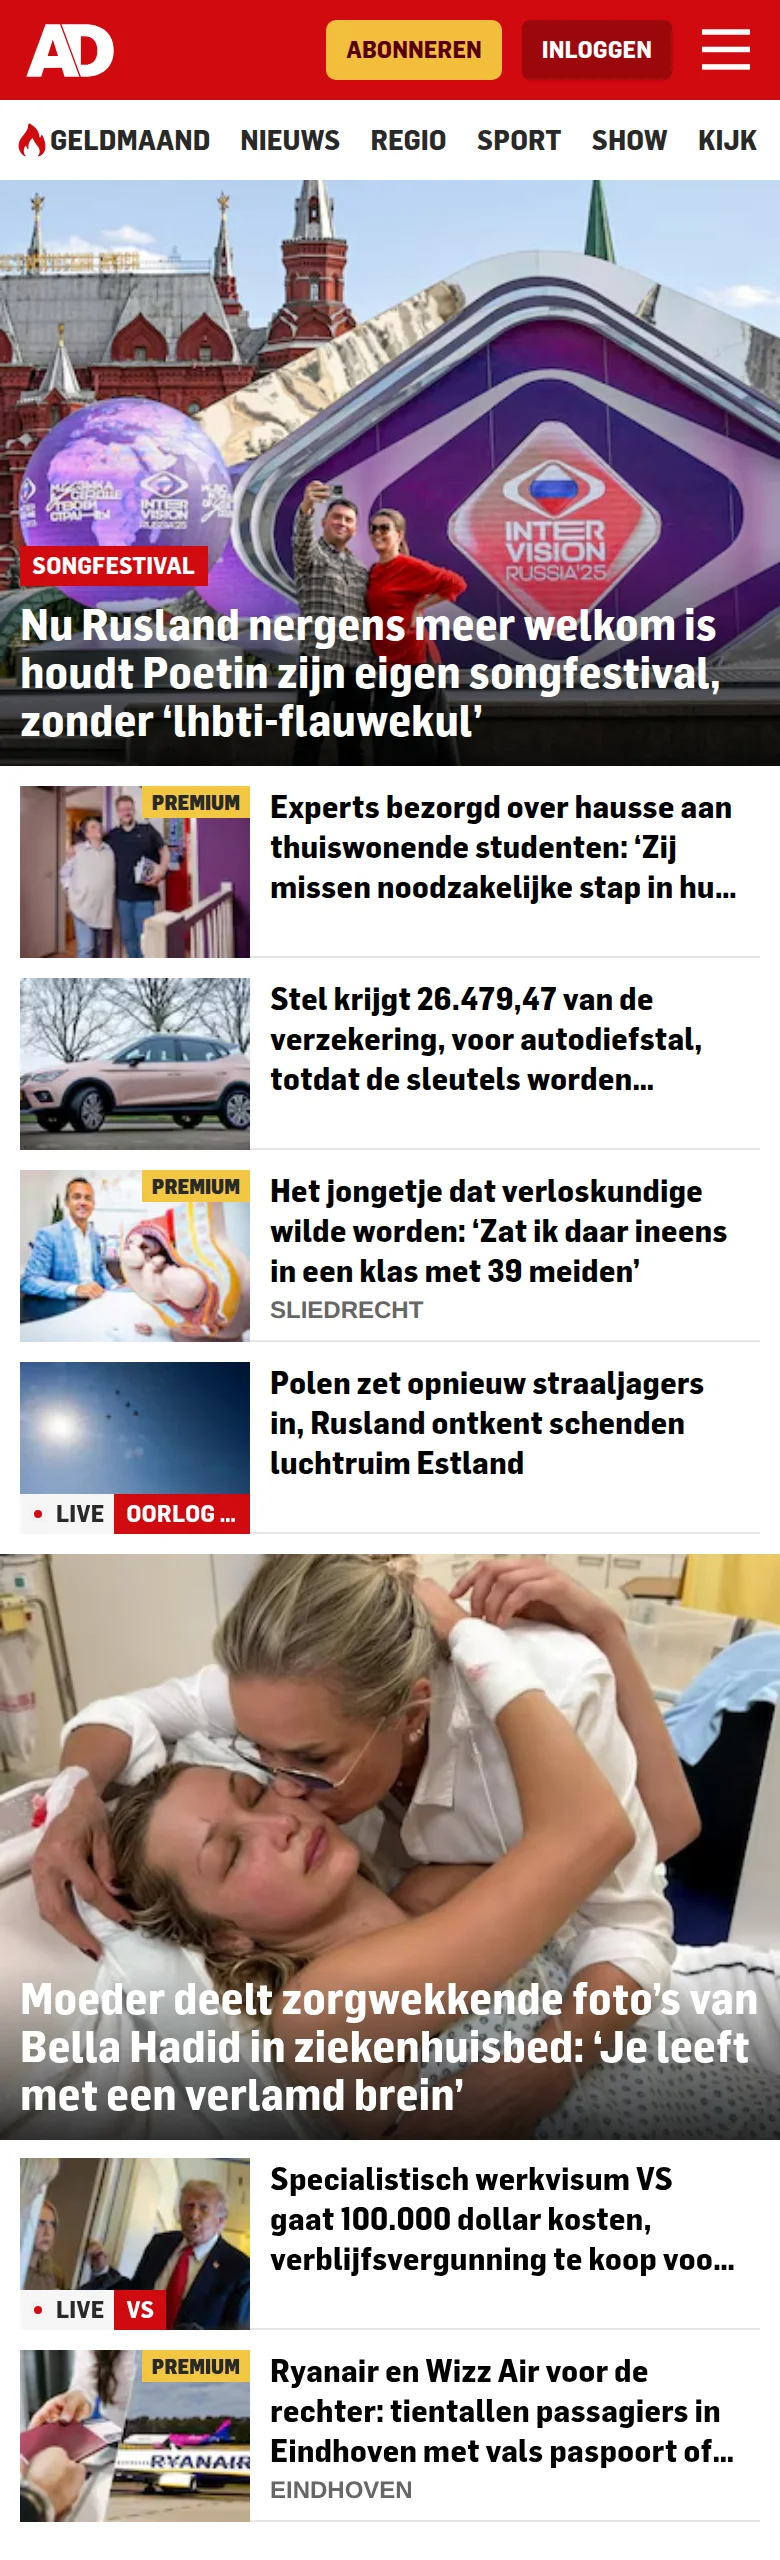 AD
ABONNEREN
INLOGGEN
GELDMAAND NIEUWS REGIO SPORT SHOW KIJK
INTER
VISION
RUSSIA'25
INTER
VISION
RUSSIA'25
SONGFESTIVAL
Nu Rusland nergens meer welkom is
houdt Poetin zijn eigen songfestival,
zonder ‘lhbti-flauwekul’
PREMIUM
Experts bezorgd over hausse aan
thuiswonende studenten: ‘Zij
missen noodzakelijke stap in hu...
Stel krijgt 26.479,47 van de
verzekering, voor autodiefstal,
totdat de sleutels worden...
PREMIUM
Het jongetje dat verloskundige
wilde worden: ‘Zat ik daar ineens
in een klas met 39 meiden’
SLIEDRECHT
Polen zet opnieuw straaljagers
in, Rusland ontkent schenden
luchtruim Estland
LIVE
OORLOG ...
Moeder deelt zorgwekkende foto’s van
Bella Hadid in ziekenhuisbed: ‘Je leeft
met een verlamd brein’
Specialistisch werkvisum VS
gaat 100.000 dollar kosten,
verblijfsvergunning te koop voo...
LIVE
VS
PREMIUM
RYANAIR
Ryanair en Wizz Air voor de
rechter: tientallen passagiers in
Eindhoven met vals paspoort of...
EINDHOVEN